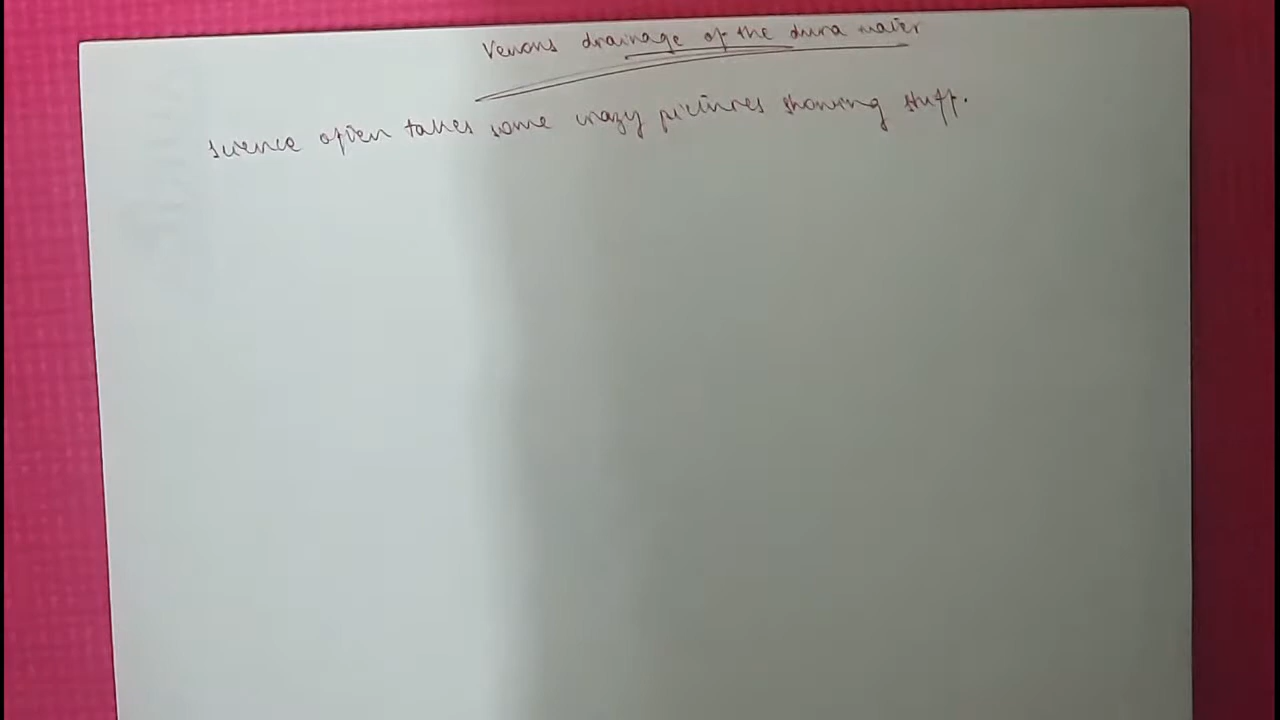 Venous drainage of the dura mater
science often takes some crazy pictures showing stuff.